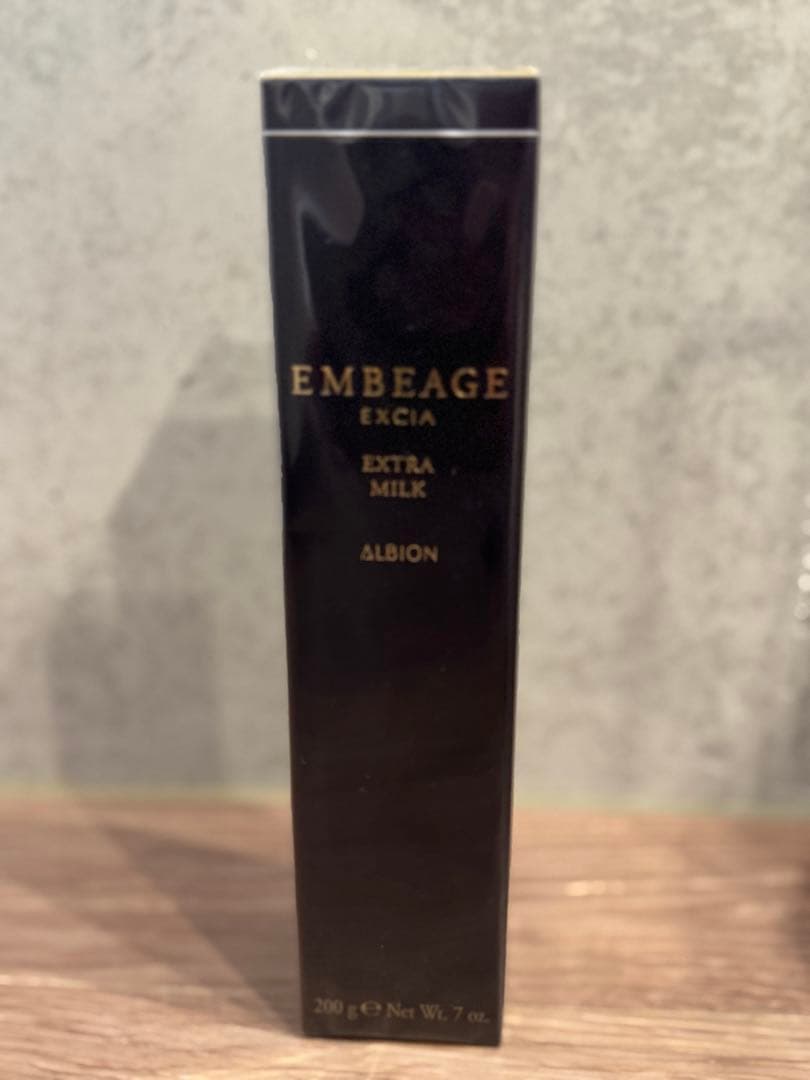 EMBEAGE
EXCIA
EXTRA
MILK
ALBION
200 g ℮ Net Wt. 7 oz.